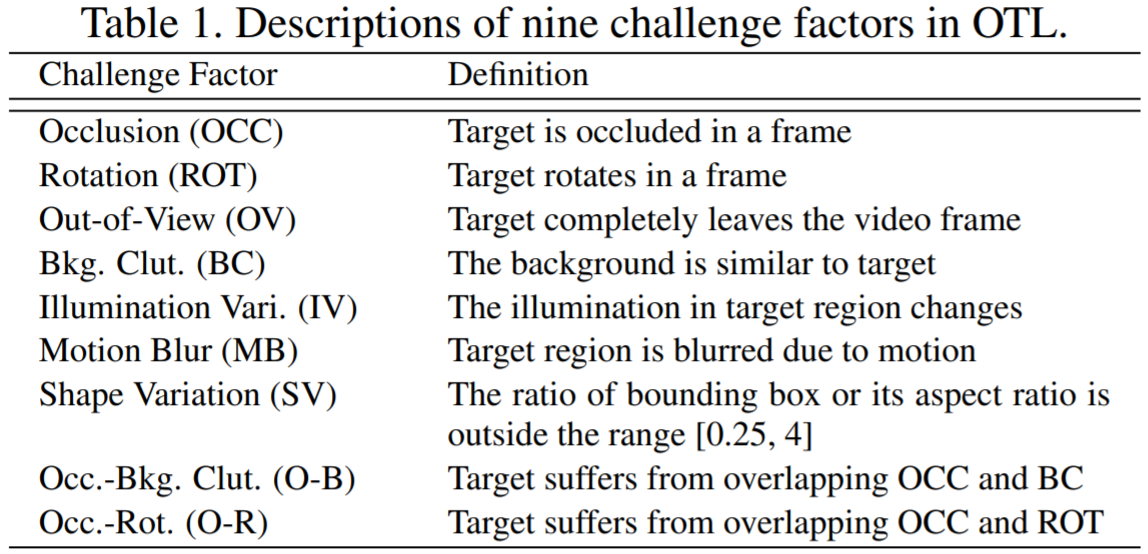 Table 1. Descriptions of nine challenge factors in OTL.
Challenge Factor Definition
Occlusion (OCC) Target is occluded in a frame
Rotation (ROT) Target rotates in a frame
Out-of-View (OV) Target completely leaves the video frame
Bkg. Clut. (BC) The background is similar to target
Illumination Vari. (IV) The illumination in target region changes
Motion Blur (MB) Target region is blurred due to motion
Shape Variation (SV) The ratio of bounding box or its aspect ratio is
outside the range [0.25, 4]
Occ.-Bkg. Clut. (O-B) Target suffers from overlapping OCC and BC
Occ.-Rot. (O-R) Target suffers from overlapping OCC and ROT